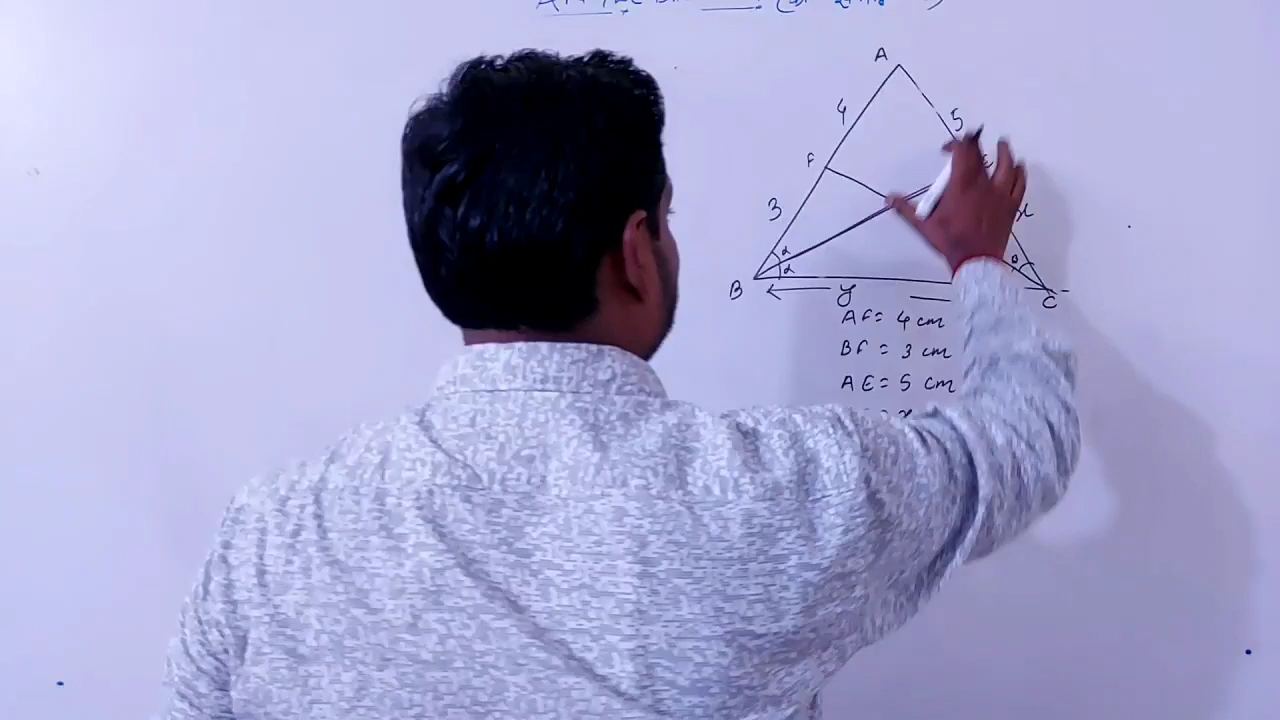 A
4
5
F
E
3
x
α
α
θ
B
y
C
AF = 4 cm
BF = 3 cm
AE = 5 cm